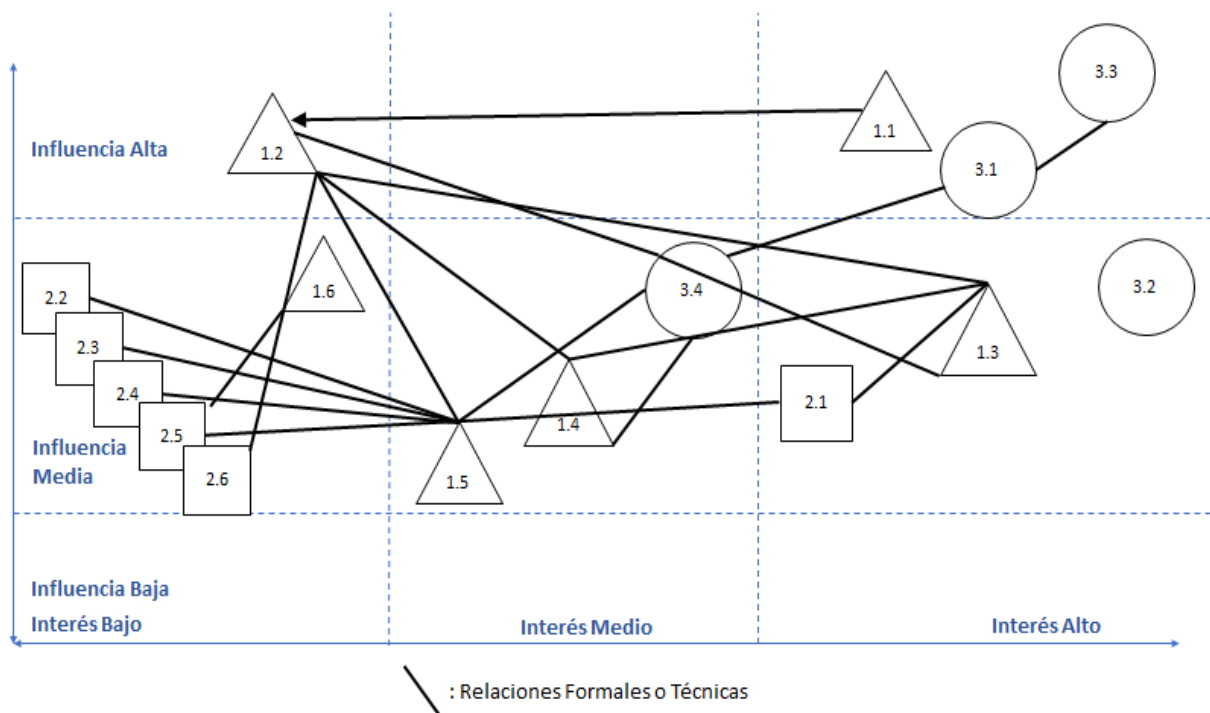 3.3
1.1
Influencia Alta
1.2
3.1
2.2
1.6
3.4
3.2
2.3
1.3
2.4
2.1
1.4
2.5
Influencia
Media
2.6
1.5
Influencia Baja
Interés Bajo
Interés Medio
Interés Alto
: Relaciones Formales o Técnicas